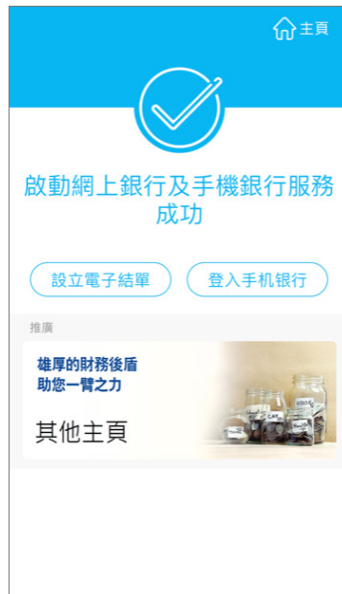 主頁
啟動網上銀行及手機銀行服務
成功
設立電子結單
登入手机银行
推廣
雄厚的財務後盾
助您一臂之力
其他主頁